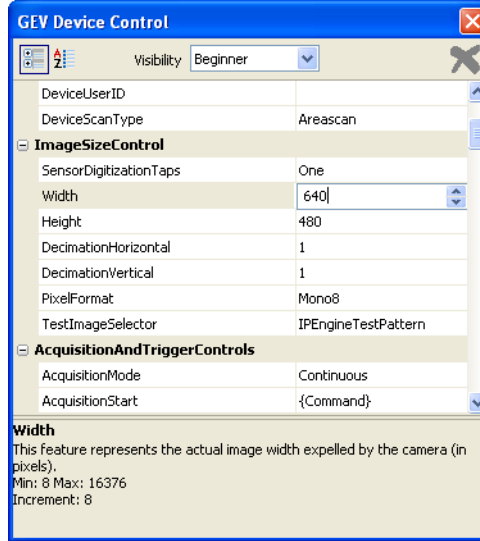 GEV Device Control
Visibility Beginner
DeviceUserID
DeviceScanType Areascan
ImageSizeControl
SensorDigitizationTaps One
Width 640
Height 480
DecimationHorizontal 1
DecimationVertical 1
PixelFormat Mono8
TestImageSelector IPEngineTestPattern
AcquisitionAndTriggerControls
AcquisitionMode Continuous
AcquisitionStart {Command}
Width
This feature represents the actual image width expelled by the camera (in
pixels).
Min: 8 Max: 16376
Increment: 8